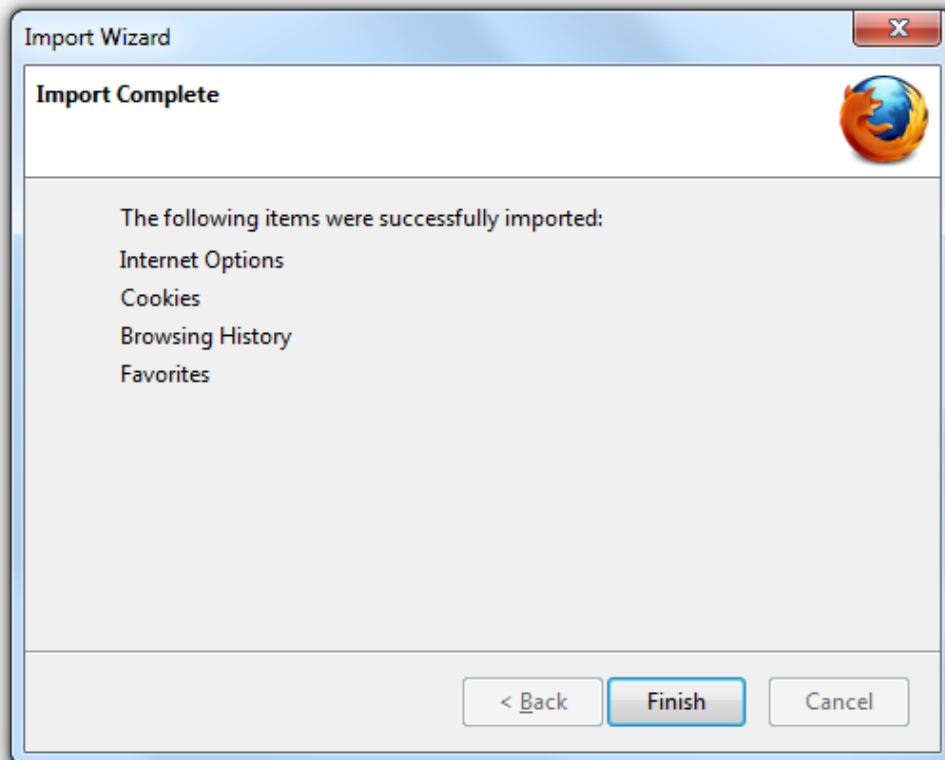 Import Wizard
X
Import Complete
The following items were successfully imported:
Internet Options
Cookies
Browsing History
Favorites
< Back
Finish
Cancel